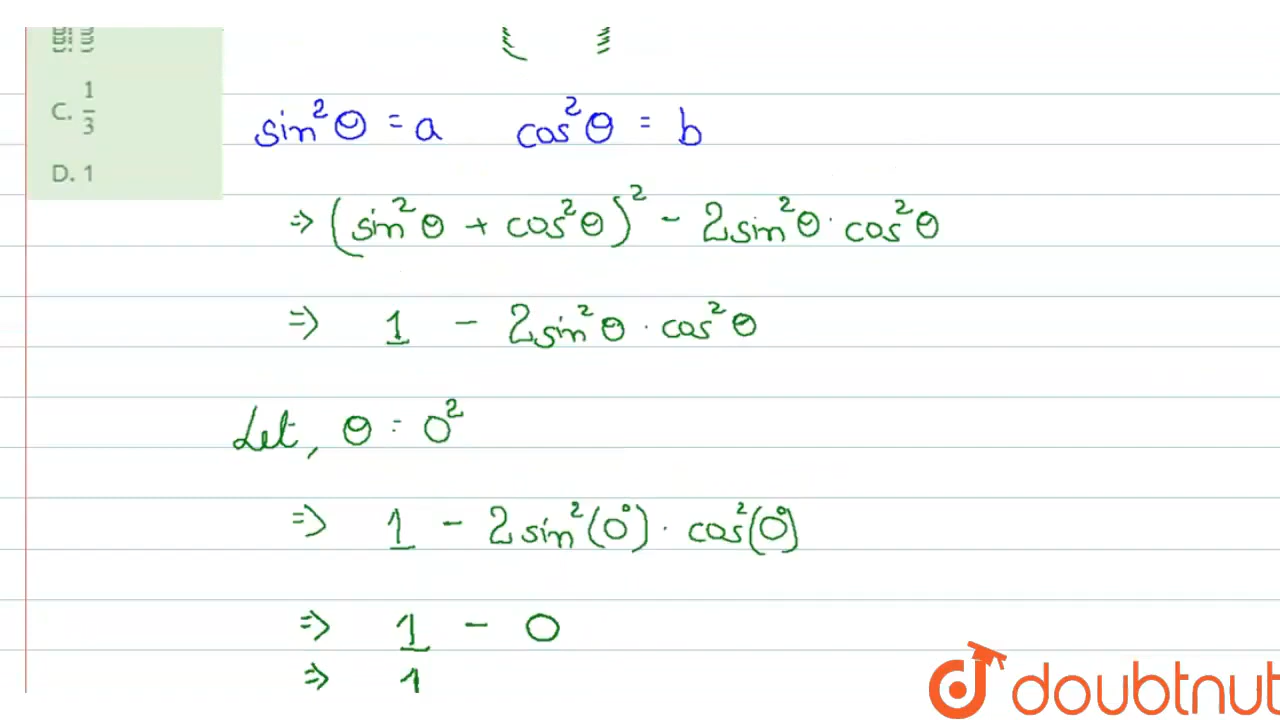 C. 1/3
D. 1
sin²θ = a cos²θ = b
⇒ (sin²θ + cos²θ)² - 2sin²θ · cos²θ
⇒ 1 - 2sin²θ · cos²θ
Let, θ = 0²
⇒ 1 - 2sin²(0°) · cos²(0°)
⇒ 1 - 0
⇒ 1
doubtnut